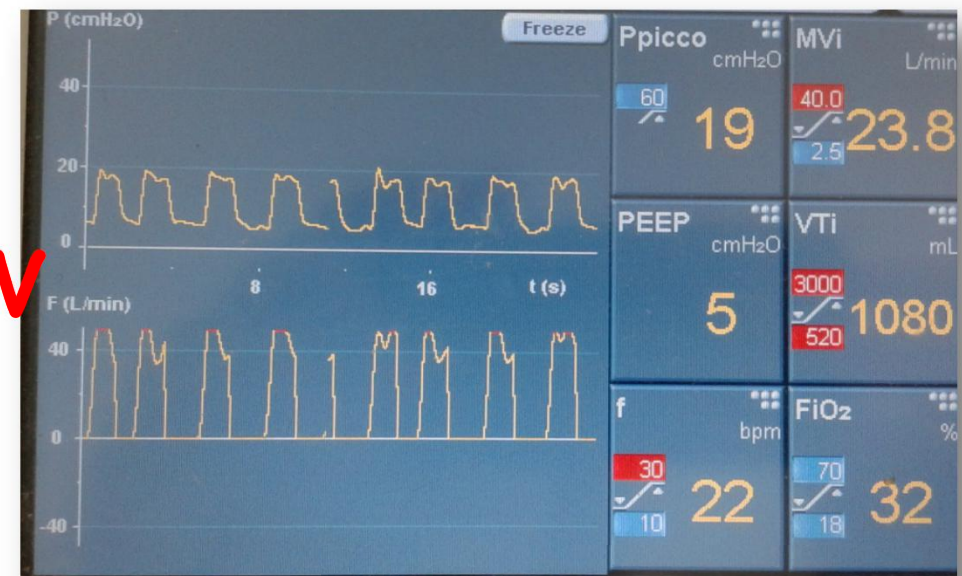 P (cmH₂O)
Freeze
40
20
0
8
16
t (s)
F (L/min)
40
0
-40
Ppicco
cmH₂O
60
19
MVi
L/min
40.0
2.5
23.8
PEEP
cmH₂O
5
VTi
mL
3000
520
1080
f
bpm
30
10
22
FiO₂
%
70
18
32
V